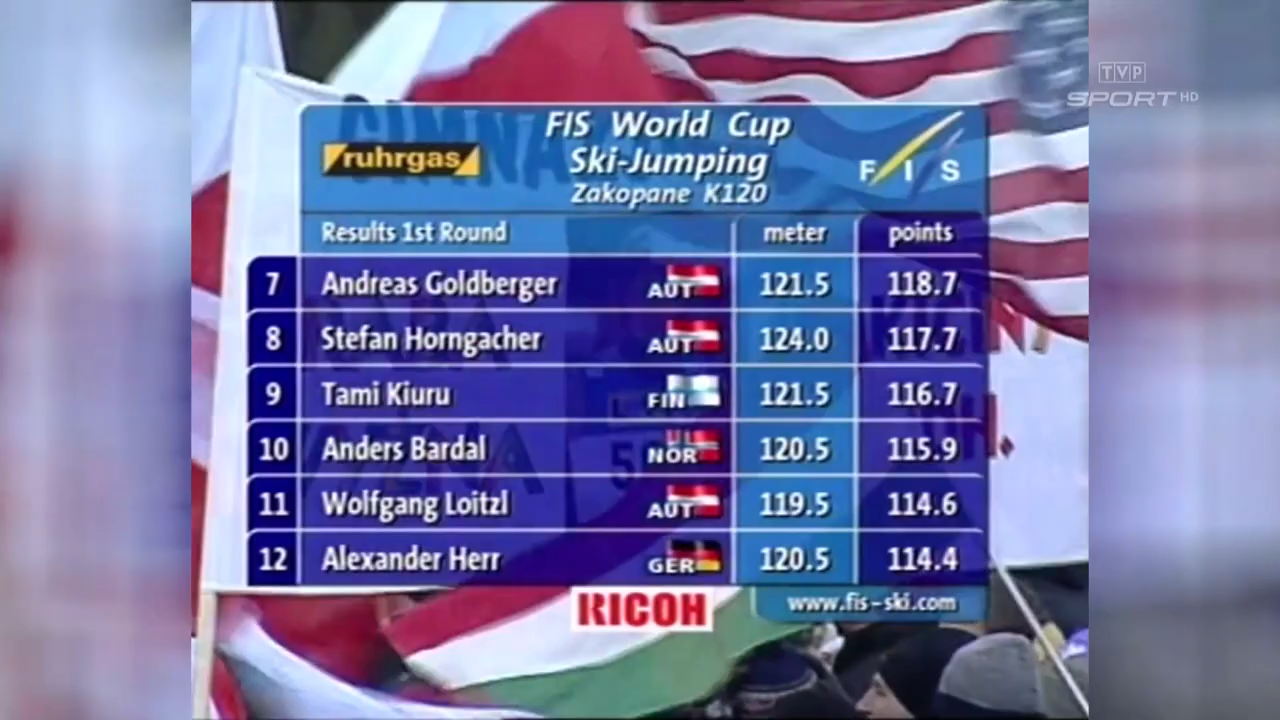 TVP
SPORT HD
FIS World Cup
ruhrgas
Ski-Jumping
F I S
Zakopane K120
Results 1st Round meter points
7 Andreas Goldberger AUT 121.5 118.7
8 Stefan Horngacher AUT 124.0 117.7
9 Tami Kiuru FIN 121.5 116.7
10 Anders Bardal NOR 120.5 115.9
11 Wolfgang Loitzl AUT 119.5 114.6
12 Alexander Herr GER 120.5 114.4
RICOH
www.fis-ski.com